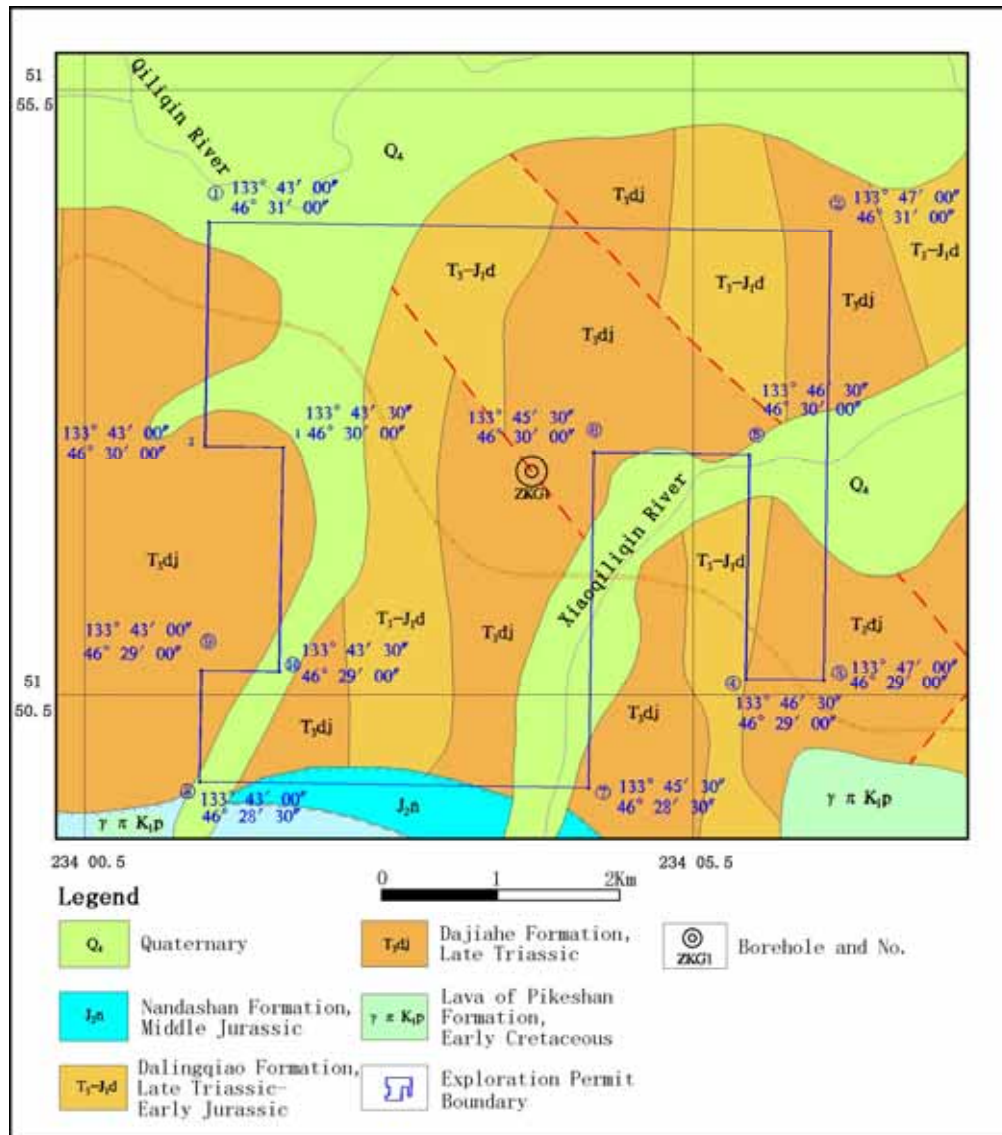 51
55.5
Qiliqin River
Q₄
① 133° 43′ 00″
46° 31′ 00″
T₃dj
② 133° 47′ 00″
46° 31′ 00″
T₃-J₁d
T₃-J₁d
T₃-J₁d
T₃dj
T₃dj
133° 43′ 00″
46° 30′ 00″
133° 43′ 30″
46° 30′ 00″
133° 45′ 30″
46° 30′ 00″
⑥
133° 46′ 30″
46° 30′ 00″
⑤
ZKG1
Xiaoqiliqin River
Q₄
T₃dj
T₃-J₁d
T₃-J₁d
T₃dj
T₃dj
133° 43′ 00″
46° 29′ 00″
133° 43′ 30″
46° 29′ 00″
④
133° 46′ 30″
46° 29′ 00″
③ 133° 47′ 00″
46° 29′ 00″
51
50.5
T₃dj
T₃dj
⑧
133° 43′ 00″
46° 28′ 30″
⑦ 133° 45′ 30″
46° 28′ 30″
γ π K₁p
J₂n
γ π K₁p
234 00.5
234 05.5
0 1 2Km
Legend
Q₄ Quaternary
J₂n Nandashan Formation,
Middle Jurassic
T₃-J₁d Dalingqiao Formation,
Late Triassic-
Early Jurassic
T₃dj Dajiahe Formation,
Late Triassic
γ π K₁p Lava of Pikeshan
Formation,
Early Cretaceous
Exploration Permit
Boundary
ZKG1 Borehole and No.